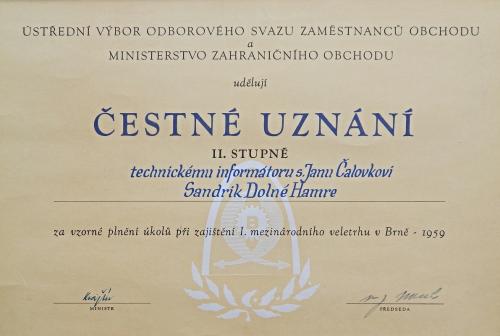 ÚSTŘEDNÍ VÝBOR ODBOROVÉHO SVAZU ZAMĚSTNANCŮ OBCHODU
a
MINISTERSTVO ZAHRANIČNÍHO OBCHODU
udělují
ČESTNÉ UZNÁNÍ
II. STUPNĚ
technickému informátoru s. Janu Čalovkovi
Sandrik Dolné Hamre
za vzorné plnění úkolů při zajištění I. mezinárodního veletrhu v Brně - 1959
MINISTR
PŘEDSEDA